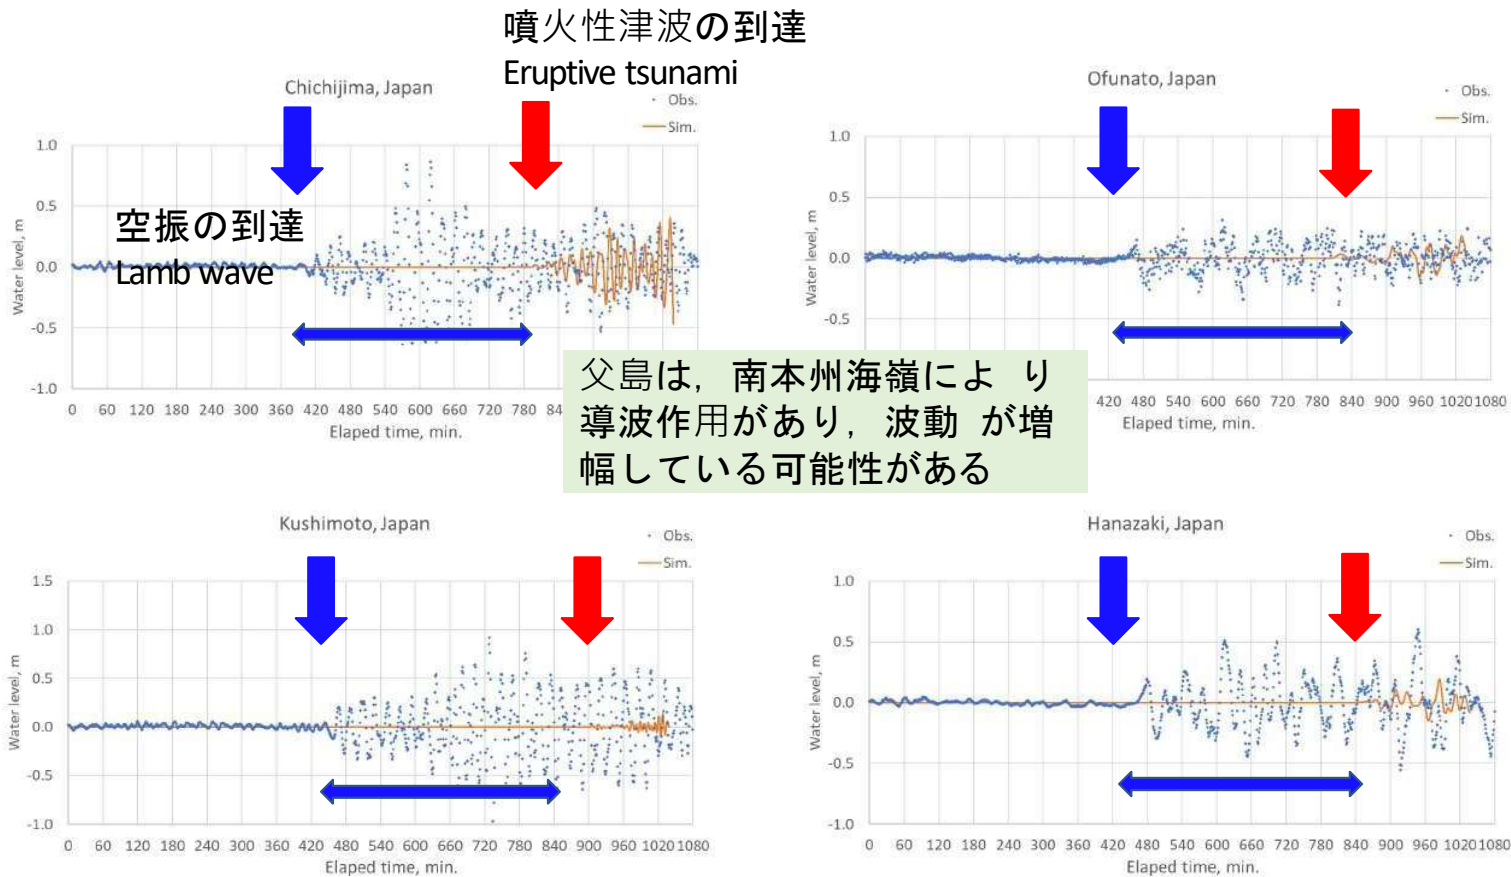 噴火性津波の到達
Eruptive tsunami
Chichijima, Japan
Obs.
Sim.
空振の到達
Lamb wave
Water level, m
1.0
0.5
0.0
-0.5
-1.0
0 60 120 180 240 300 360 420 480 540 600 660 720 780 84
Elaped time, min.
Ofunato, Japan
Obs.
Sim.
Water level, m
1.0
0.5
0.0
-0.5
420 480 540 600 660 720 780 840 900 960 1020 1080
Elaped time, min.
父島は，南本州海嶺によ り
導波作用があり，波動 が増
幅している可能性がある
Kushimoto, Japan
Obs.
Sim.
Water level, m
1.5
1.0
0.5
0.0
-0.5
-1.0
0 60 120 180 240 300 360 420 480 540 600 660 720 780 840 900 960 1020 1080
Elaped time, min.
Hanazaki, Japan
Obs.
Sim.
Water level, m
1.0
0.5
0.0
-0.5
-1.0
0 60 120 180 240 300 360 420 480 540 600 660 720 780 840 900 960 1020 1080
Elaped time, min.